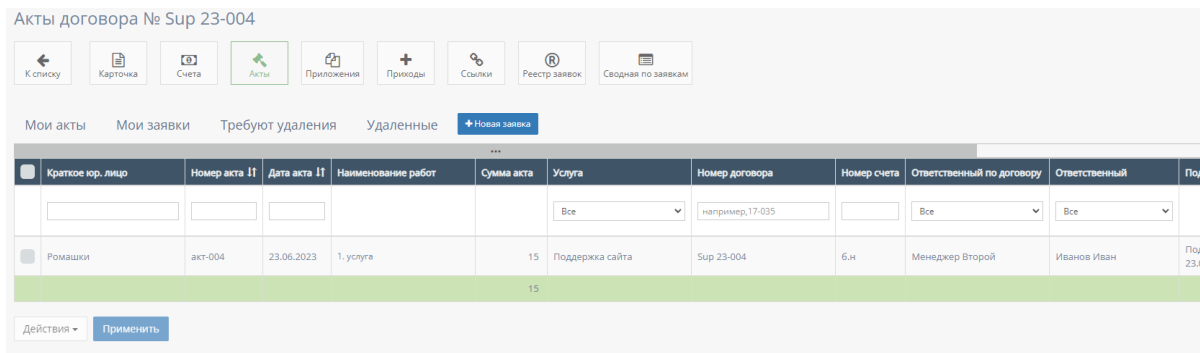 Акты договора № Sup 23-004
К списку Карточка Счета Акты Приложения Приходы Ссылки Реестр заявок Сводная по заявкам
Мои акты Мои заявки Требуют удаления Удаленные +Новая заявка
Краткое юр. лицо Номер акта Дата акта Наименование работ Сумма акта Услуга Номер договора Номер счета Ответственный по договору Ответственный
Все например,17-035 Все Все
Ромашки акт-004 23.06.2023 1. услуга 15 Поддержка сайта Sup 23-004 б.н Менеджер Второй Иванов Иван
15
Действия Применить